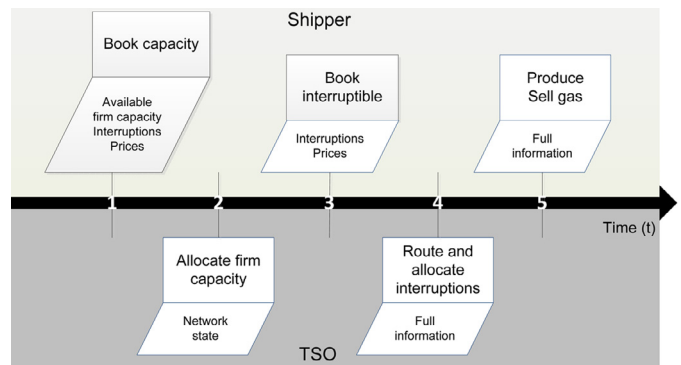 Shipper
Book capacity
Available
firm capacity
Interruptions
Prices
Book
interruptible
Interruptions
Prices
Produce
Sell gas
Full
information
1
2
3
4
5
Time (t)
Allocate firm
capacity
Network
state
Route and
allocate
interruptions
Full
information
TSO